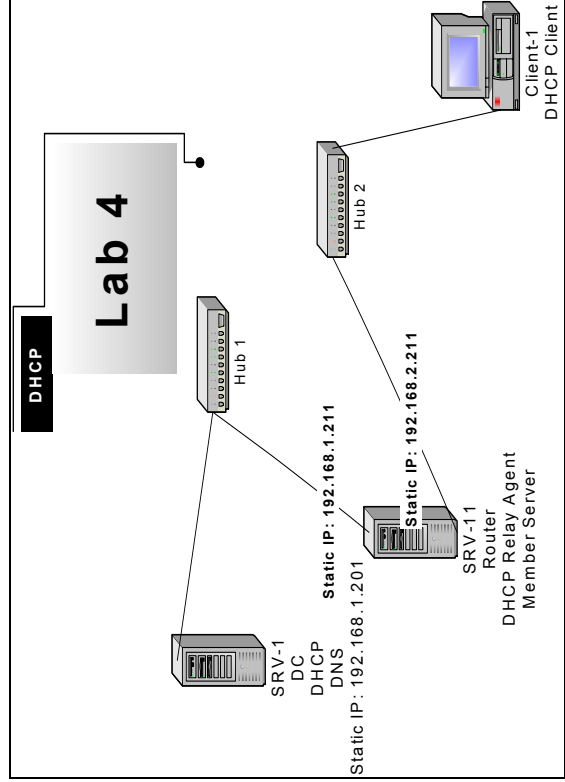 DHCP
Lab 4
Hub 1
Hub 2
Client-1
DHCP Client
SRV-1
DC
DHCP
DNS
Static IP: 192.168.1.201
Static IP: 192.168.1.211
Static IP: 192.168.2.211
SRV-11
Router
DHCP Relay Agent
Member Server